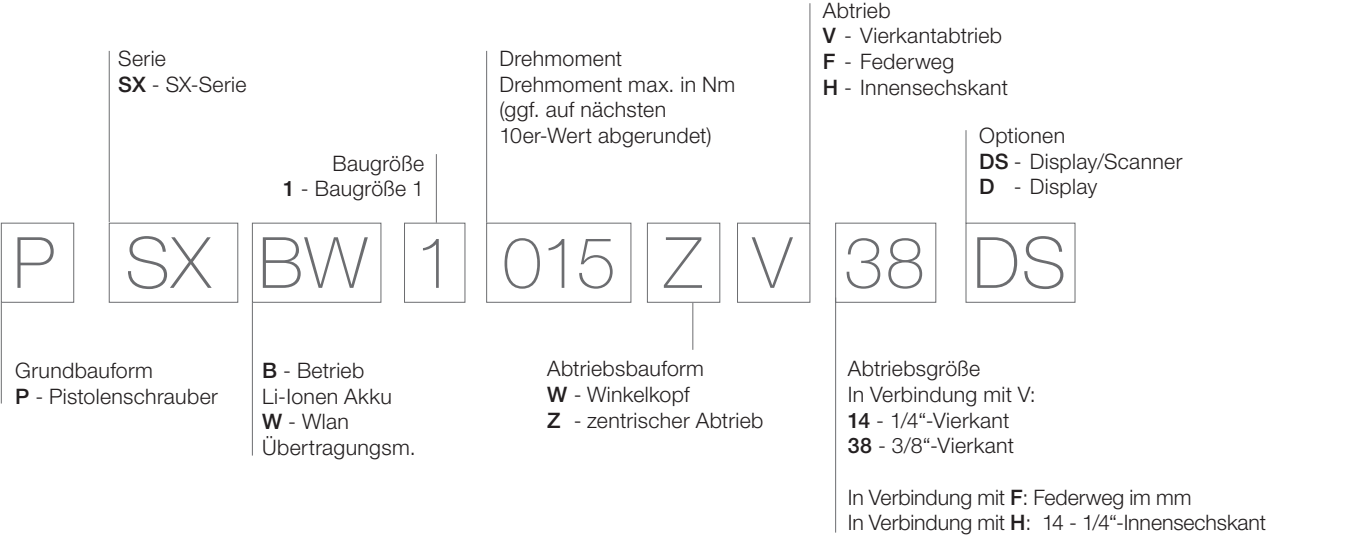 Abtrieb
V - Vierkantabtrieb
F - Federweg
H - Innensechskant
Serie
SX - SX-Serie
Drehmoment
Drehmoment max. in Nm
(ggf. auf nächsten
10er-Wert abgerundet)
Optionen
DS - Display/Scanner
D - Display
Baugröße
1 - Baugröße 1
P SX BW 1 015 Z V 38 DS
Grundbauform
P - Pistolenschrauber
B - Betrieb
Li-Ionen Akku
W - Wlan
Übertragungsm.
Abtriebsbauform
W - Winkelkopf
Z - zentrischer Abtrieb
Abtriebsgröße
In Verbindung mit V:
14 - 1/4“-Vierkant
38 - 3/8“-Vierkant
In Verbindung mit F: Federweg im mm
In Verbindung mit H: 14 - 1/4“-Innensechskant